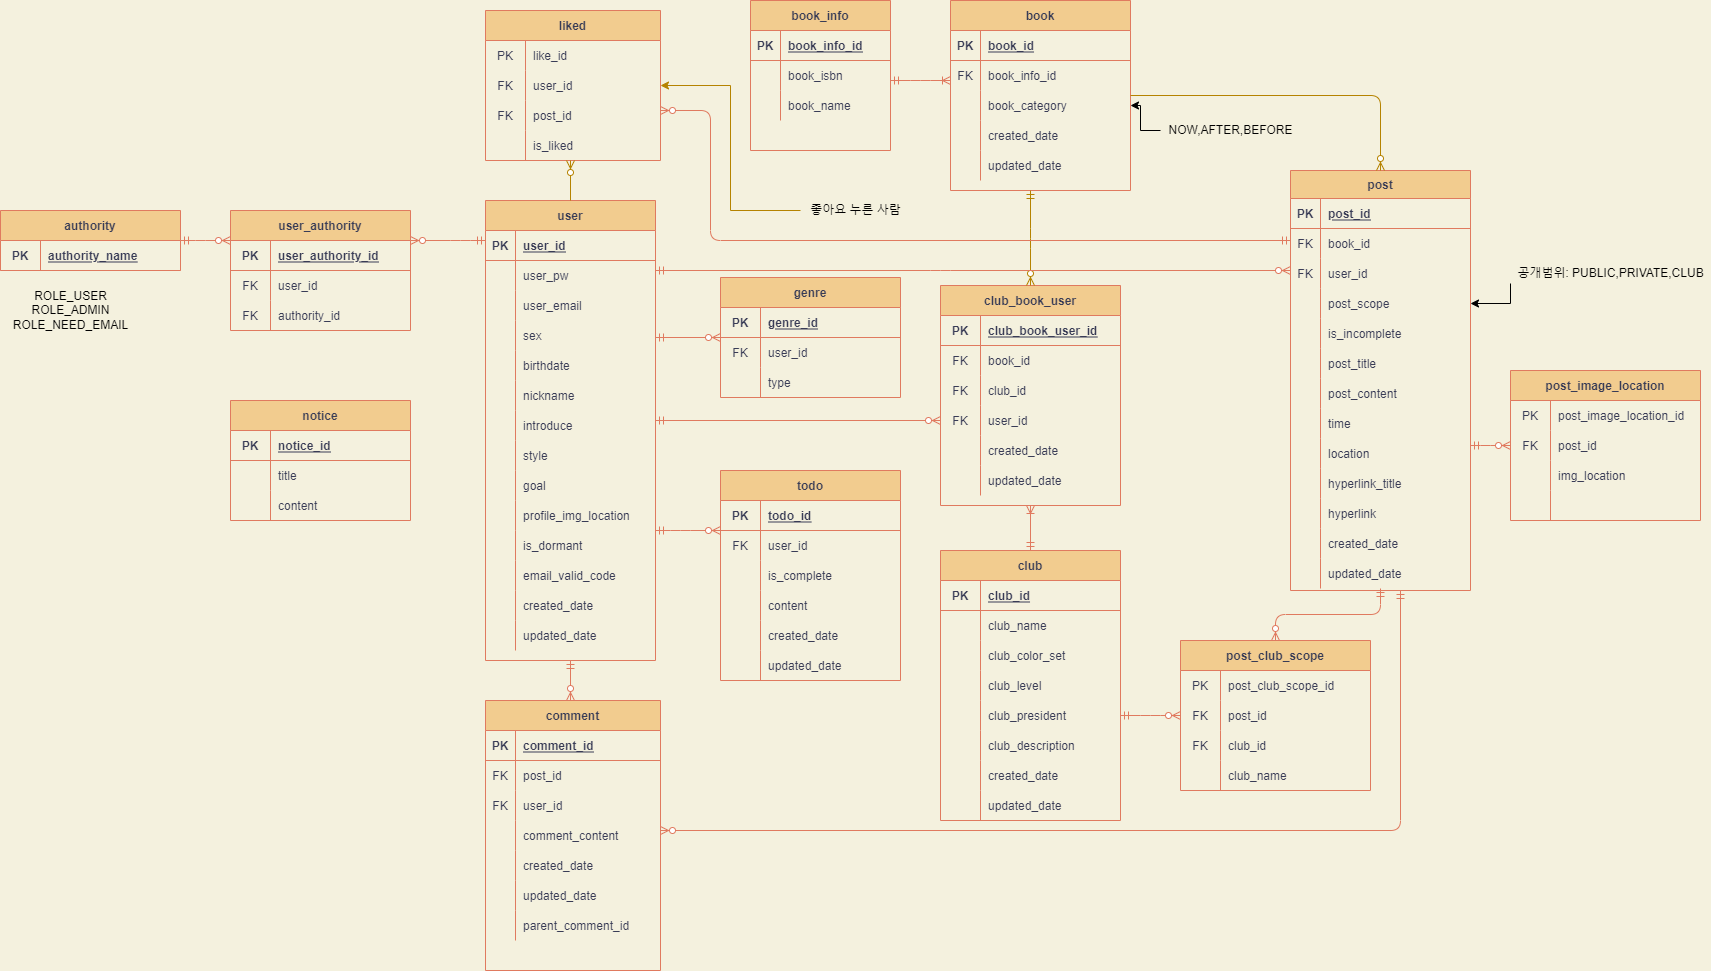 liked
PK like_id
FK user_id
FK post_id
is_liked
book_info
PK book_info_id
book_isbn
book_name
book
PK book_id
FK book_info_id
book_category
created_date
updated_date
NOW,AFTER,BEFORE
좋아요 누른 사람
authority
PK authority_name
ROLE_USER
ROLE_ADMIN
ROLE_NEED_EMAIL
user_authority
PK user_authority_id
FK user_id
FK authority_id
user
PK user_id
user_pw
user_email
sex
birthdate
nickname
introduce
style
goal
profile_img_location
is_dormant
email_valid_code
created_date
updated_date
genre
PK genre_id
FK user_id
type
club_book_user
PK club_book_user_id
FK book_id
FK club_id
FK user_id
created_date
updated_date
post
PK post_id
FK book_id
FK user_id
post_scope
is_incomplete
post_title
post_content
time
location
hyperlink_title
hyperlink
created_date
updated_date
공개범위: PUBLIC,PRIVATE,CLUB
post_image_location
PK post_image_location_id
FK post_id
img_location
notice
PK notice_id
title
content
todo
PK todo_id
FK user_id
is_complete
content
created_date
updated_date
club
PK club_id
club_name
club_color_set
club_level
club_president
club_description
created_date
updated_date
post_club_scope
PK post_club_scope_id
FK post_id
FK club_id
club_name
comment
PK comment_id
FK post_id
FK user_id
comment_content
created_date
updated_date
parent_comment_id